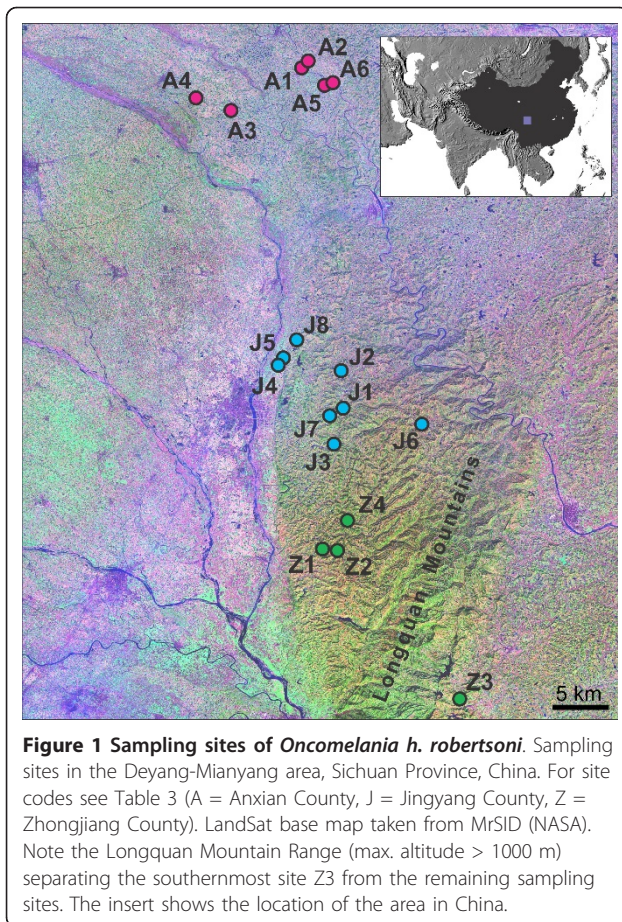 A2
A1
A6
A5
A4
A3
J8
J5
J4
J2
J1
J7
J6
J3
Z4
Z1
Z2
Longquan Mountains
Z3
5 km
Figure 1 Sampling sites of Oncomelania h. robertsoni. Sampling
sites in the Deyang-Mianyang area, Sichuan Province, China. For site
codes see Table 3 (A = Anxian County, J = Jingyang County, Z =
Zhongjiang County). LandSat base map taken from MrSID (NASA).
Note the Longquan Mountain Range (max. altitude > 1000 m)
separating the southernmost site Z3 from the remaining sampling
sites. The insert shows the location of the area in China.